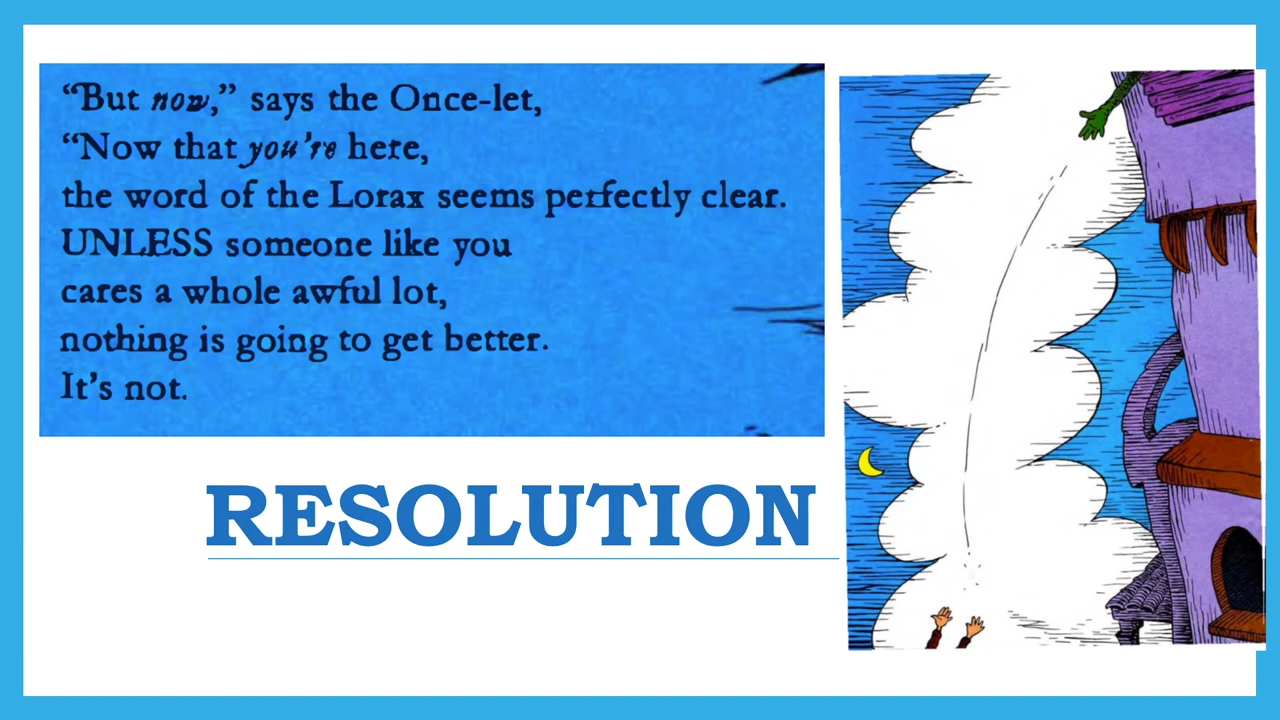 “But now,” says the Once-let,
“Now that you’re here,
the word of the Lorax seems perfectly clear.
UNLESS someone like you
cares a whole awful lot,
nothing is going to get better.
It’s not.
RESOLUTION